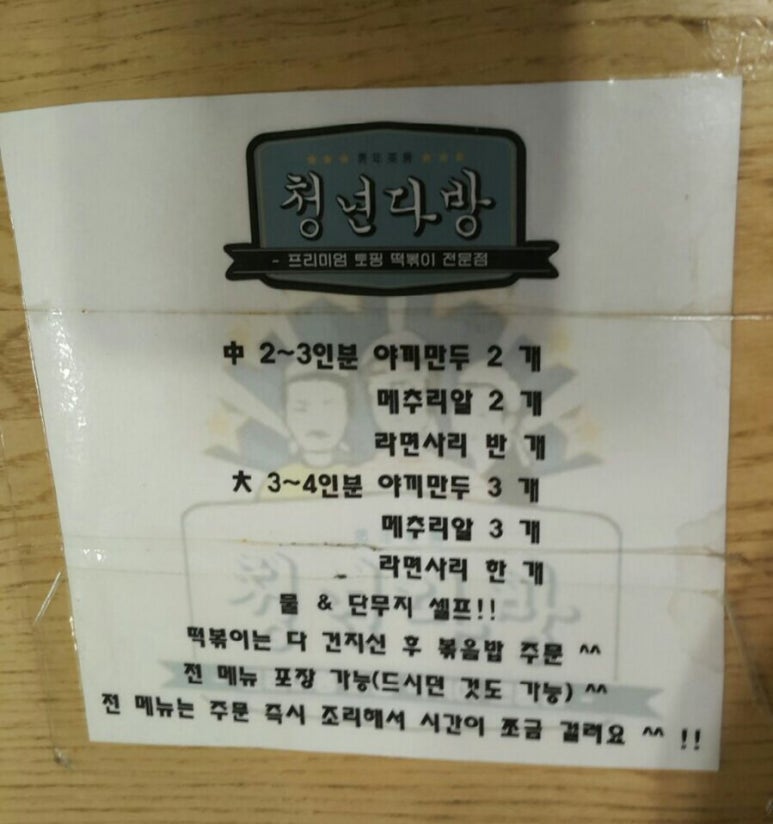 靑年茶房
청년다방
- 프리미엄 토핑 떡볶이 전문점
中 2~3인분 야끼만두 2 개
메추리알 2 개
라면사리 반 개
大 3~4인분 야끼만두 3 개
메추리알 3 개
라면사리 한 개
물 & 단무지 셀프!!
떡볶이는 다 건지신 후 볶음밥 주문 ^^
전 메뉴 포장 가능(드시던 것도 가능) ^^
전 메뉴는 주문 즉시 조리해서 시간이 쪼금 걸려요 ^^ !!